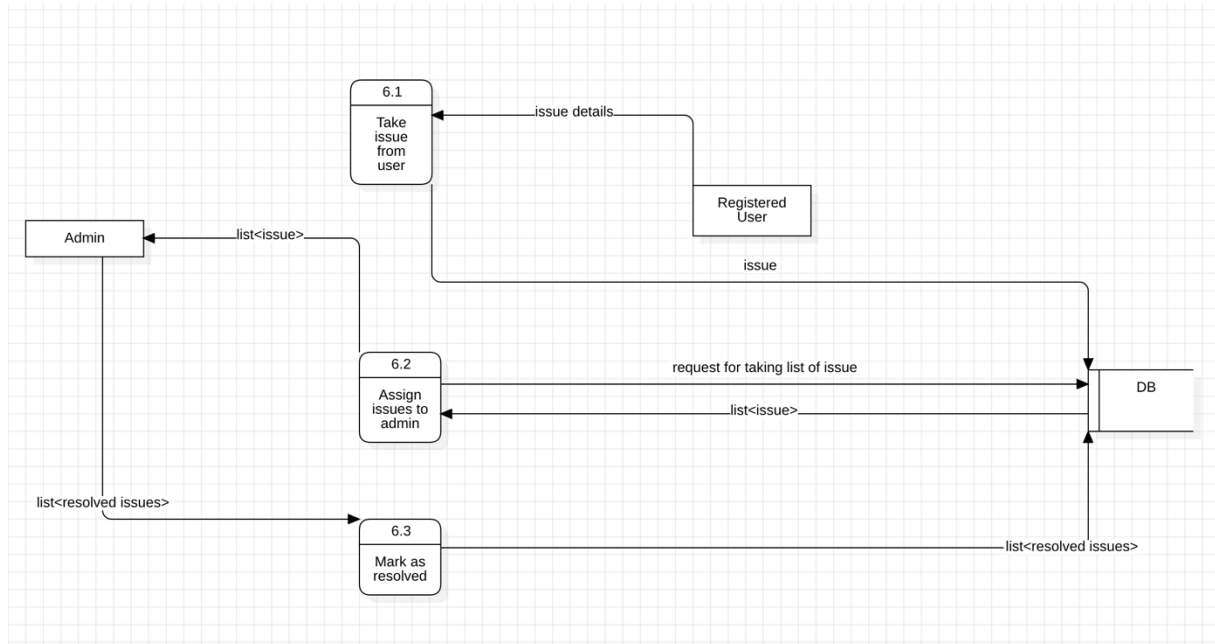 6.1
Take
issue
from
user
issue details
Registered
User
Admin
list<issue>
issue
6.2
Assign
issues to
admin
request for taking list of issue
list<issue>
DB
list<resolved issues>
6.3
Mark as
resolved
list<resolved issues>